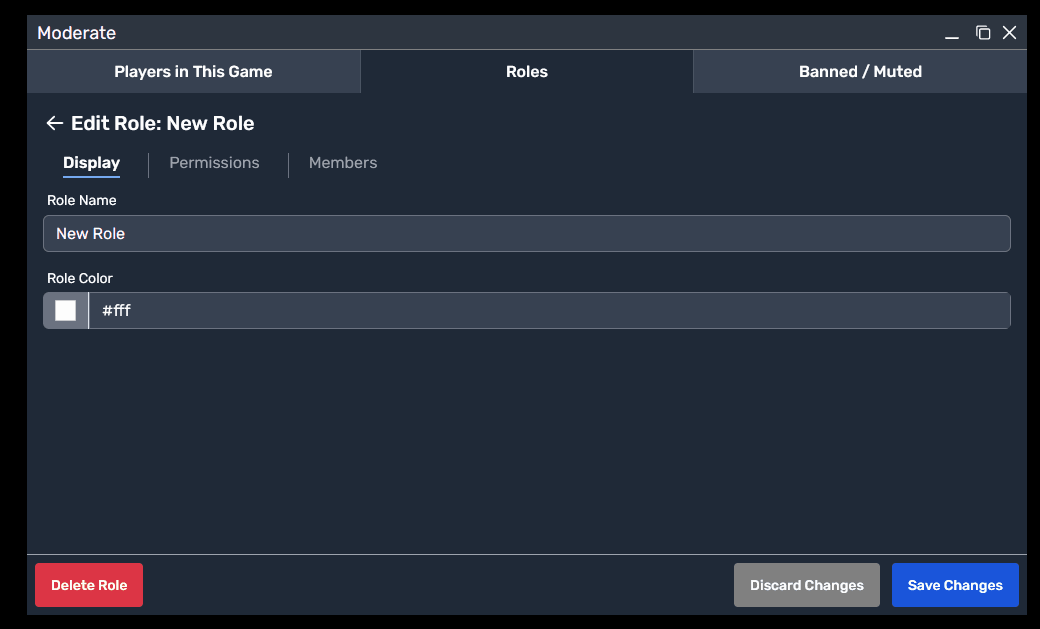 Moderate
Players in This Game
Roles
Banned / Muted
Edit Role: New Role
Display
Permissions
Members
Role Name
New Role
Role Color
#fff
Delete Role
Discard Changes
Save Changes